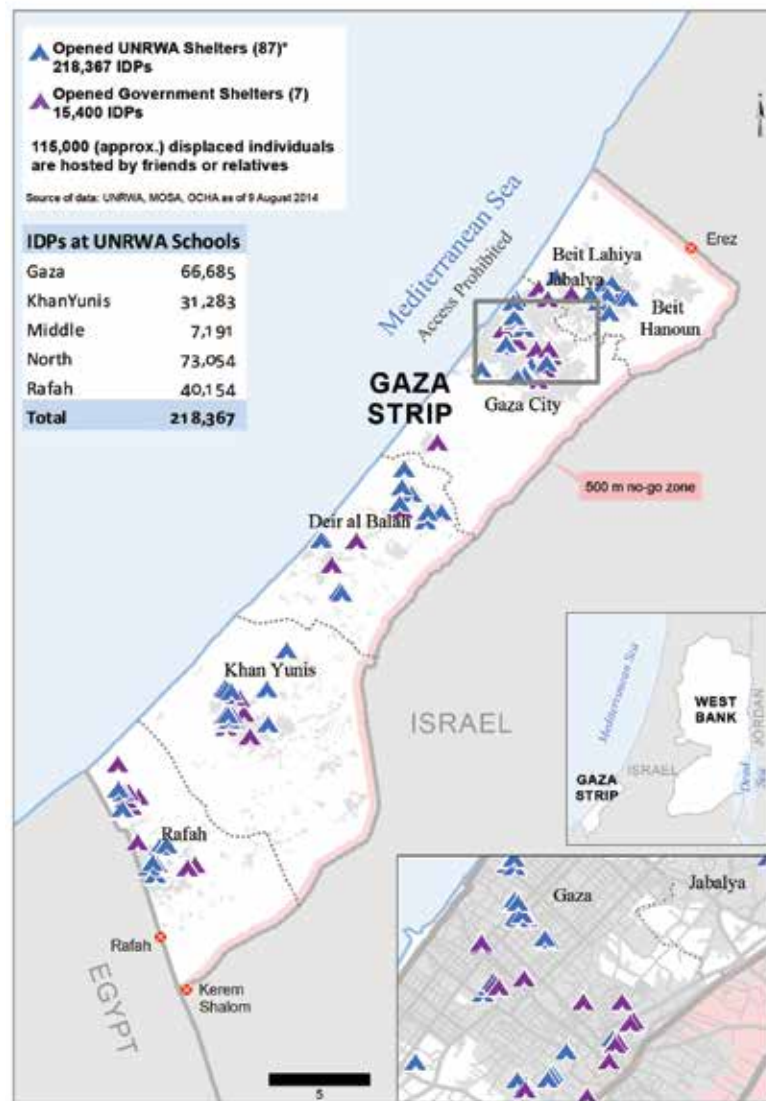 Opened UNRWA Shelters (87)*
218,367 IDPs
Opened Government Shelters (7)
15,400 IDPs
115,000 (approx.) displaced individuals
are hosted by friends or relatives
Source of data: UNRWA, MOSA, OCHA as of 9 August 2014
IDPs at UNRWA Schools
Gaza 66,685
KhanYunis 31,283
Middle 7,191
North 73,054
Rafah 40,154
Total 218,367
Mediterranean Sea
Access Prohibited
Erez
Beit Lahiya
Jabalya
Beit
Hanoun
GAZA
STRIP
Gaza City
500 m no-go zone
Deir al Balah
Khan Yunis
ISRAEL
Rafah
Rafah
Kerem
Shalom
EGYPT
5
Mediterranean Sea
WEST
BANK
JORDAN
ISRAEL
Dead
Sea
GAZA
STRIP
Gaza
Jabalya